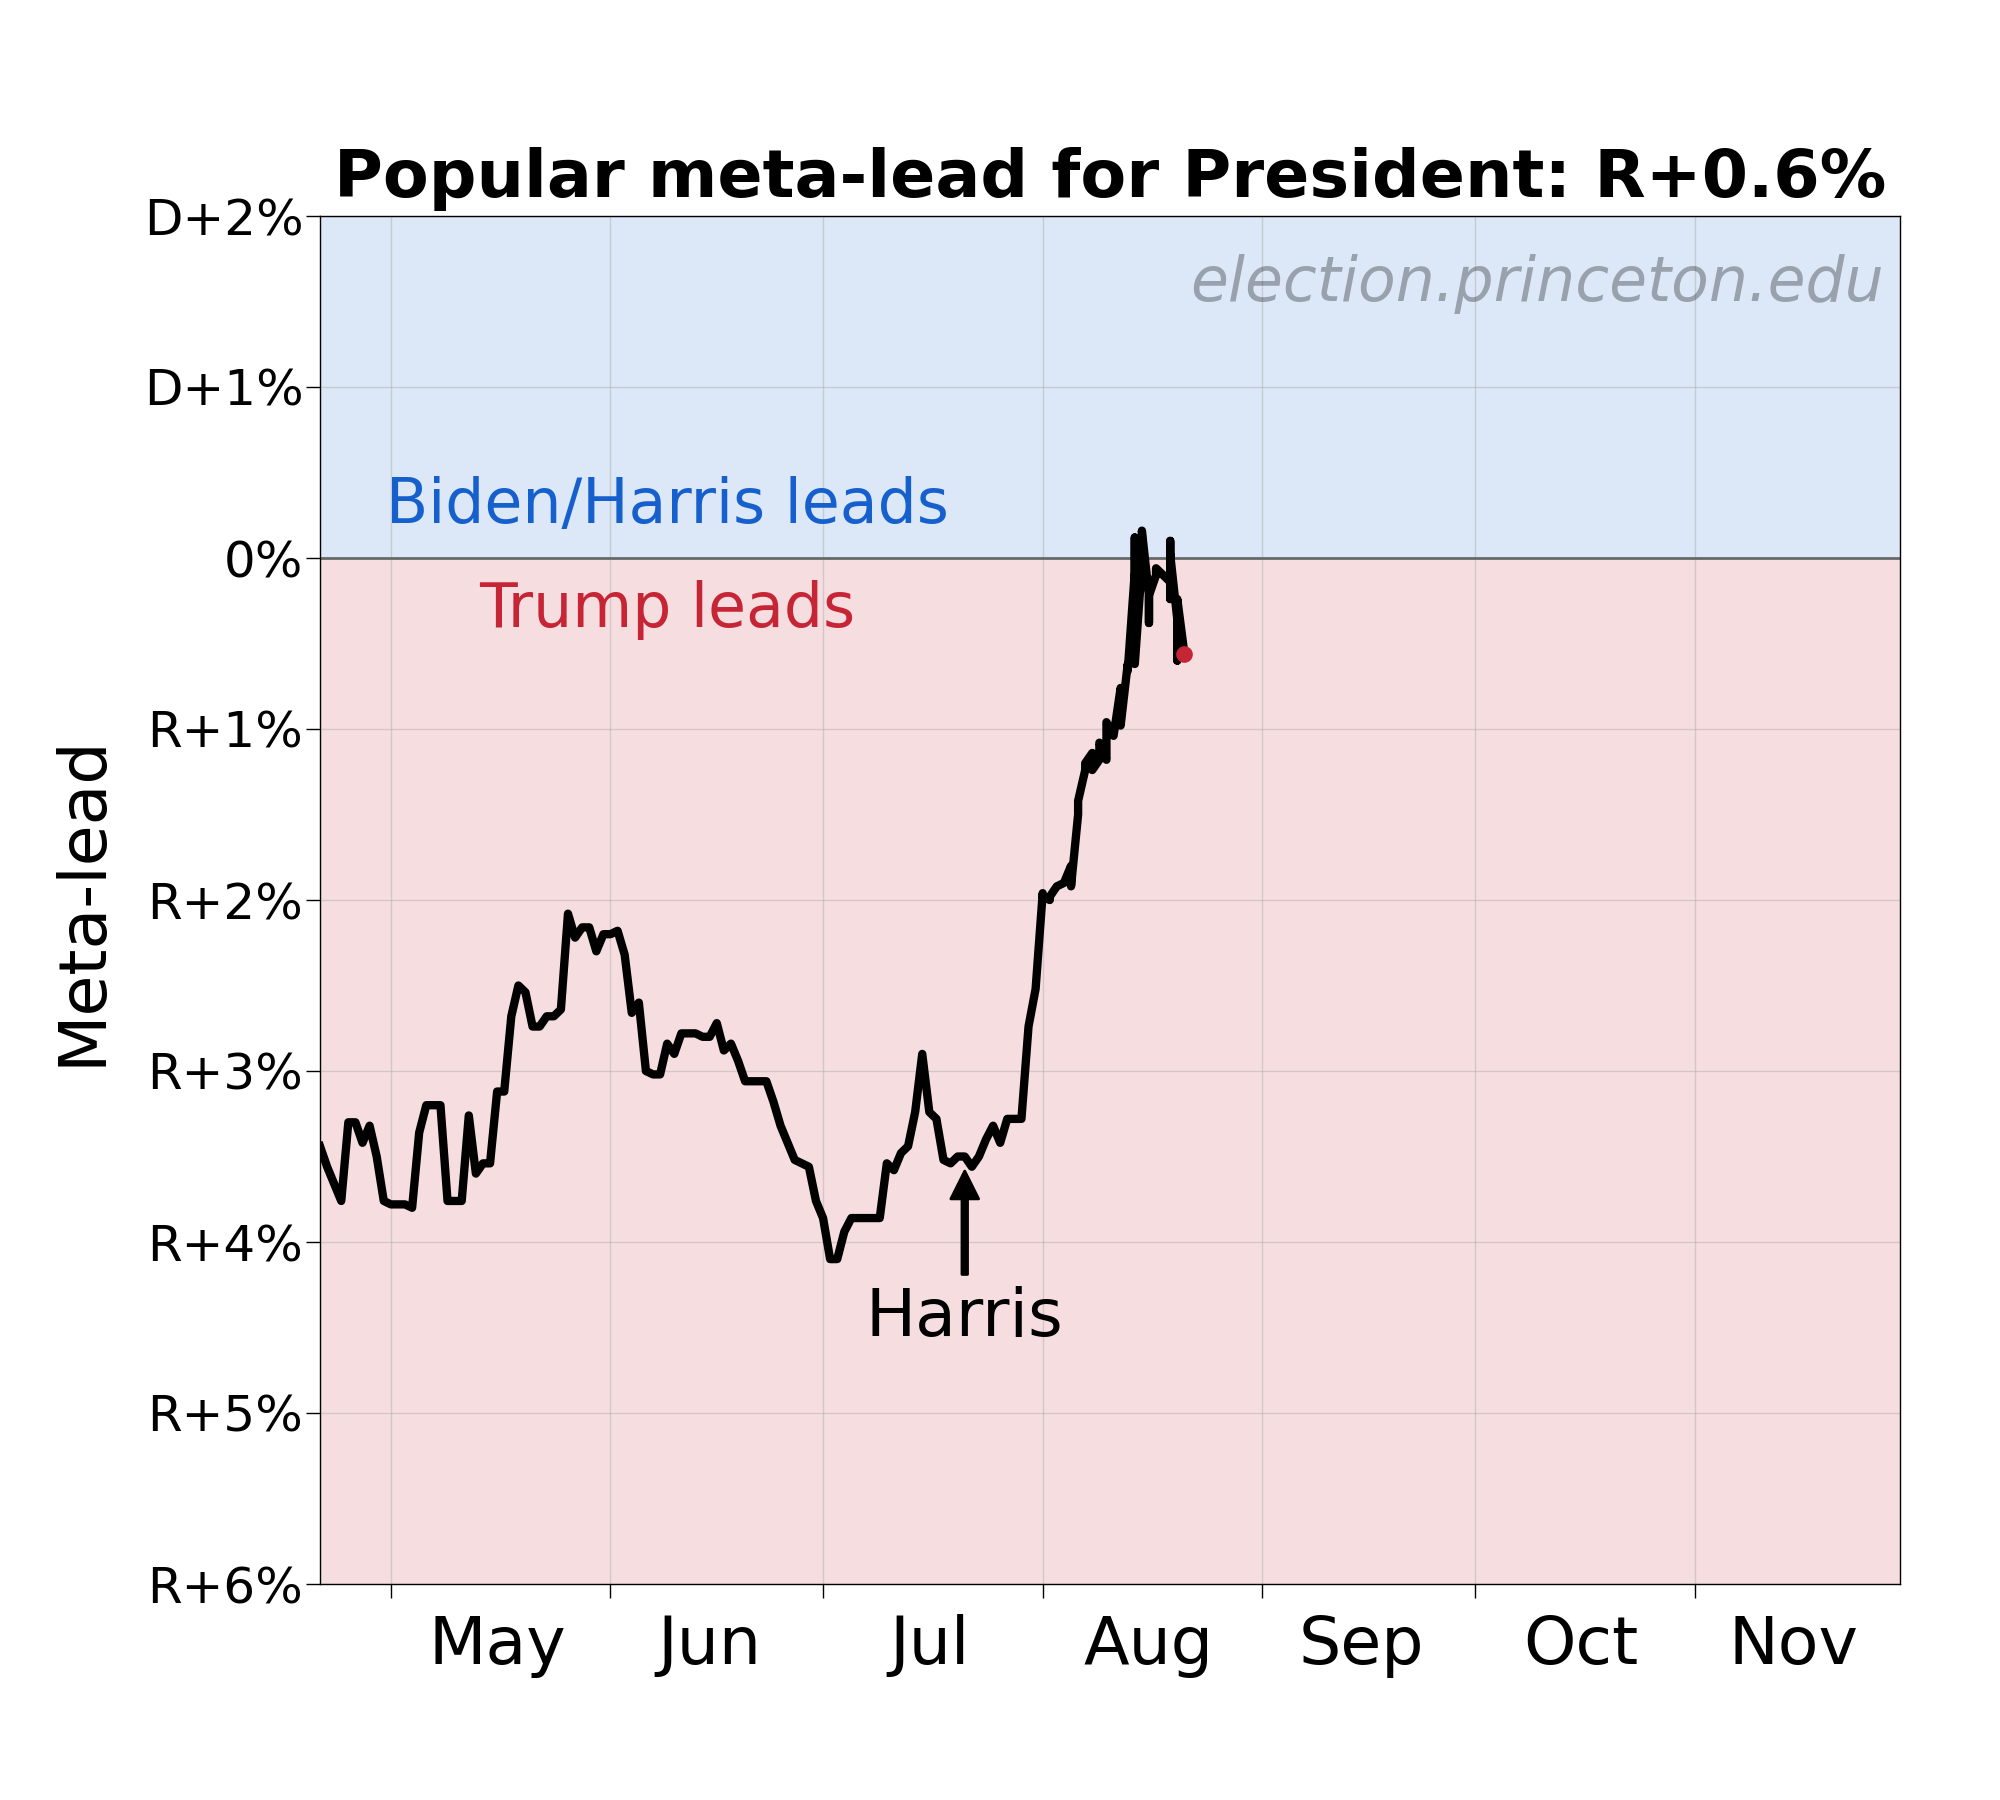 Popular meta-lead for President: R+0.6%
D+2%
election.princeton.edu
D+1%
Biden/Harris leads
0%
Trump leads
R+1%
Meta-lead
R+2%
R+3%
R+4%
Harris
R+5%
R+6%
May Jun Jul Aug Sep Oct Nov